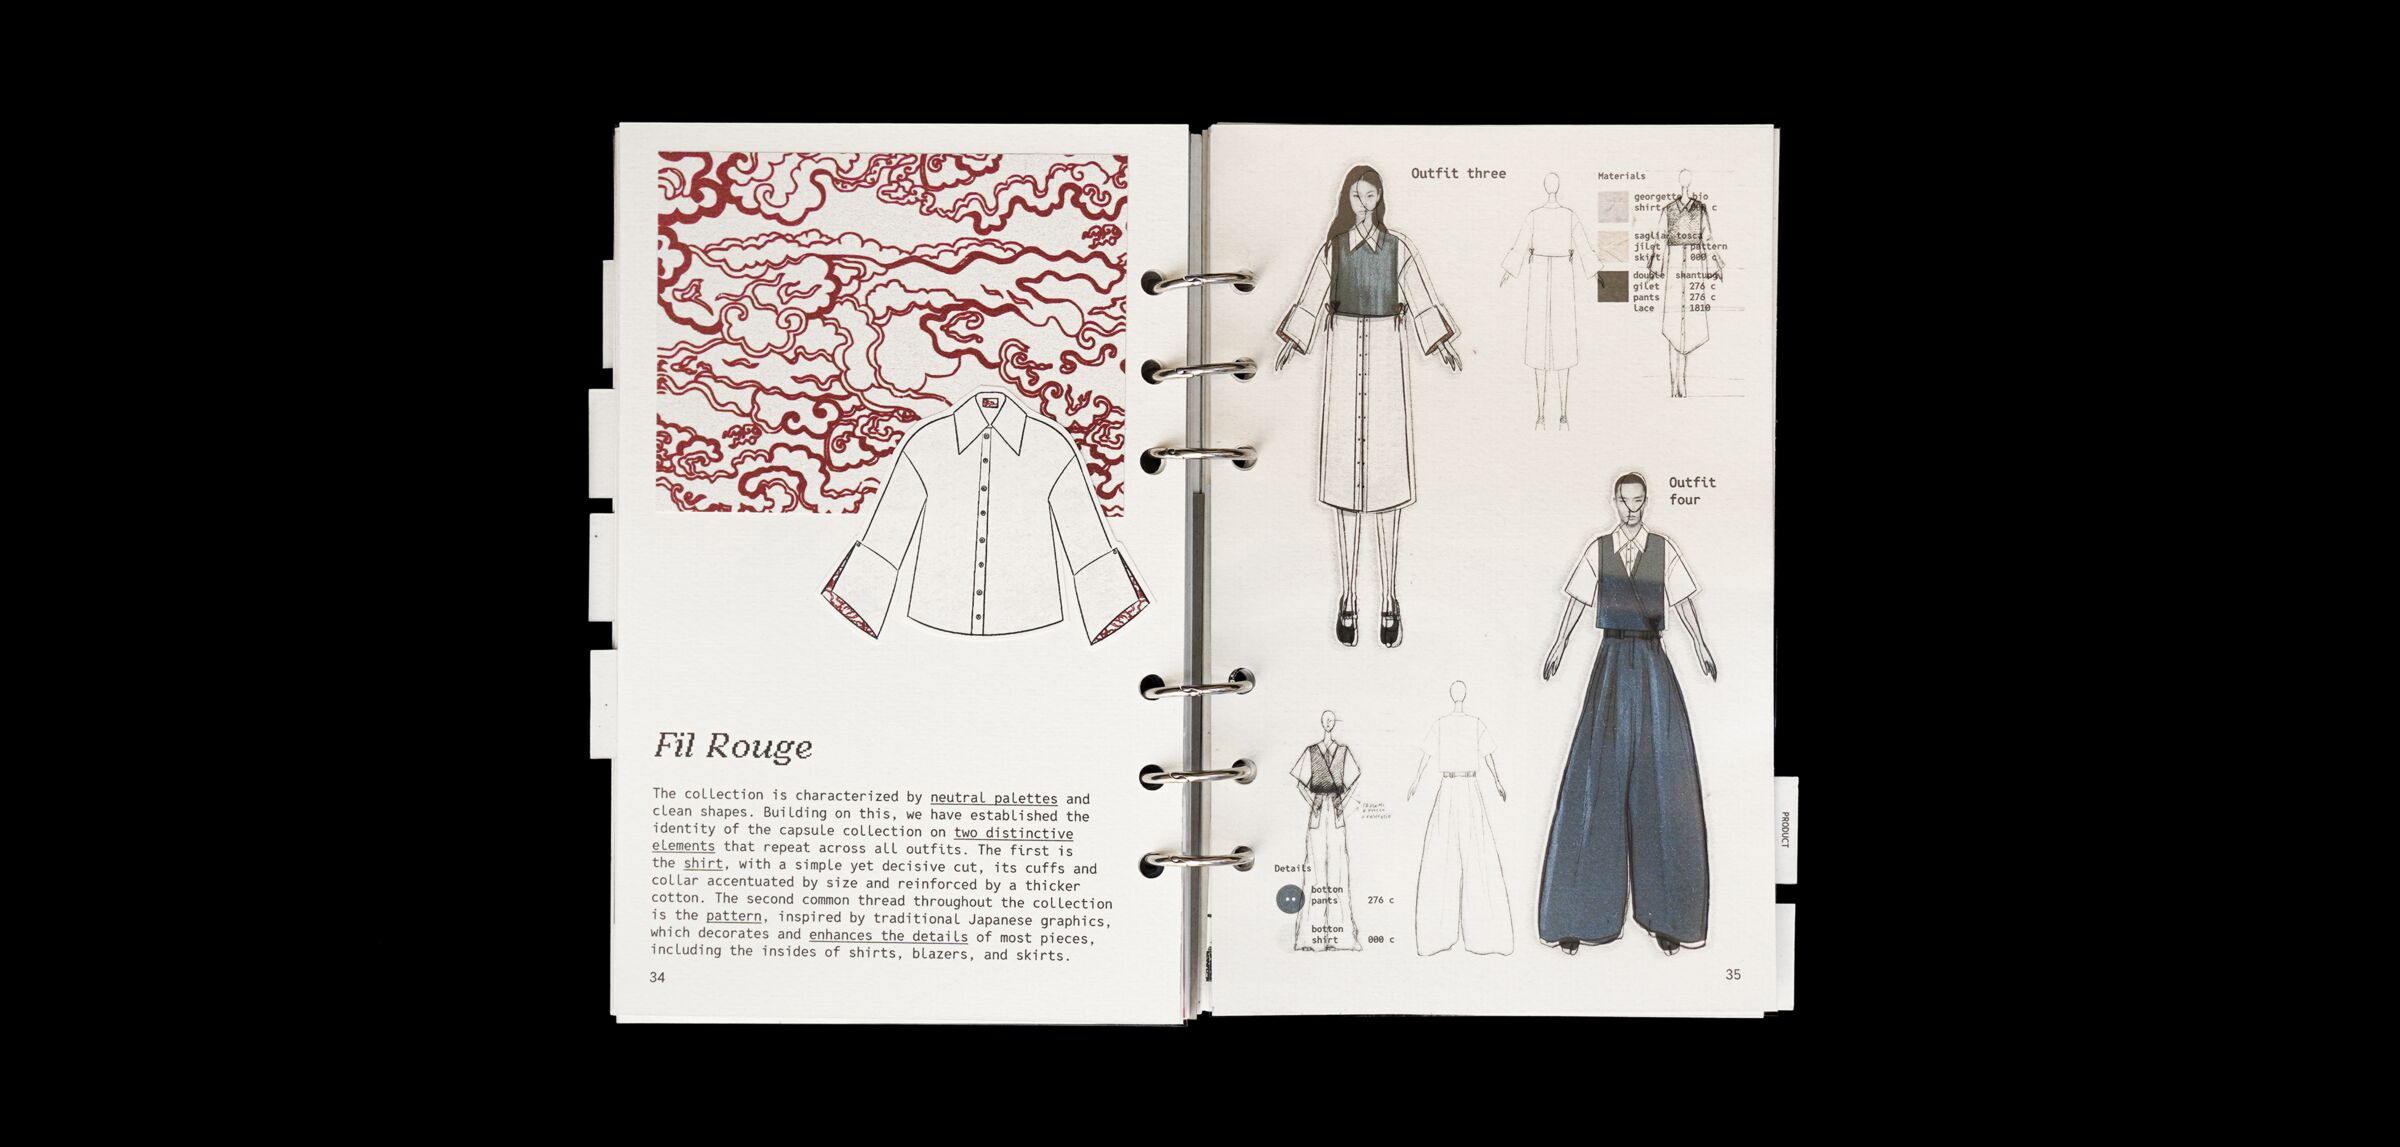 Fil Rouge
The collection is characterized by neutral palettes and
clean shapes. Building on this, we have established the
identity of the capsule collection on two distinctive
elements that repeat across all outfits. The first is
the shirt, with a simple yet decisive cut, its cuffs and
collar accentuated by size and reinforced by a thicker
cotton. The second common thread throughout the collection
is the pattern, inspired by traditional Japanese graphics,
which decorates and enhances the details of most pieces,
including the insides of shirts, blazers, and skirts.
34
Outfit three
Materials
georgette bio
shirt 000 c
saglia tosca
jilet pattern
skirt 000 c
double shantung
gilet 276 c
pants 276 c
lace 1810
Outfit
four
Details
botton
pants 276 c
botton
shirt 000 c
35
PRODUCT